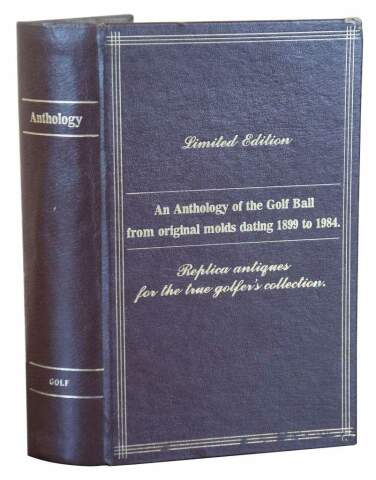 Anthology
GOLF
Limited Edition
An Anthology of the Golf Ball
from original molds dating 1899 to 1984.
Replica antiques
for the true golfer's collection.